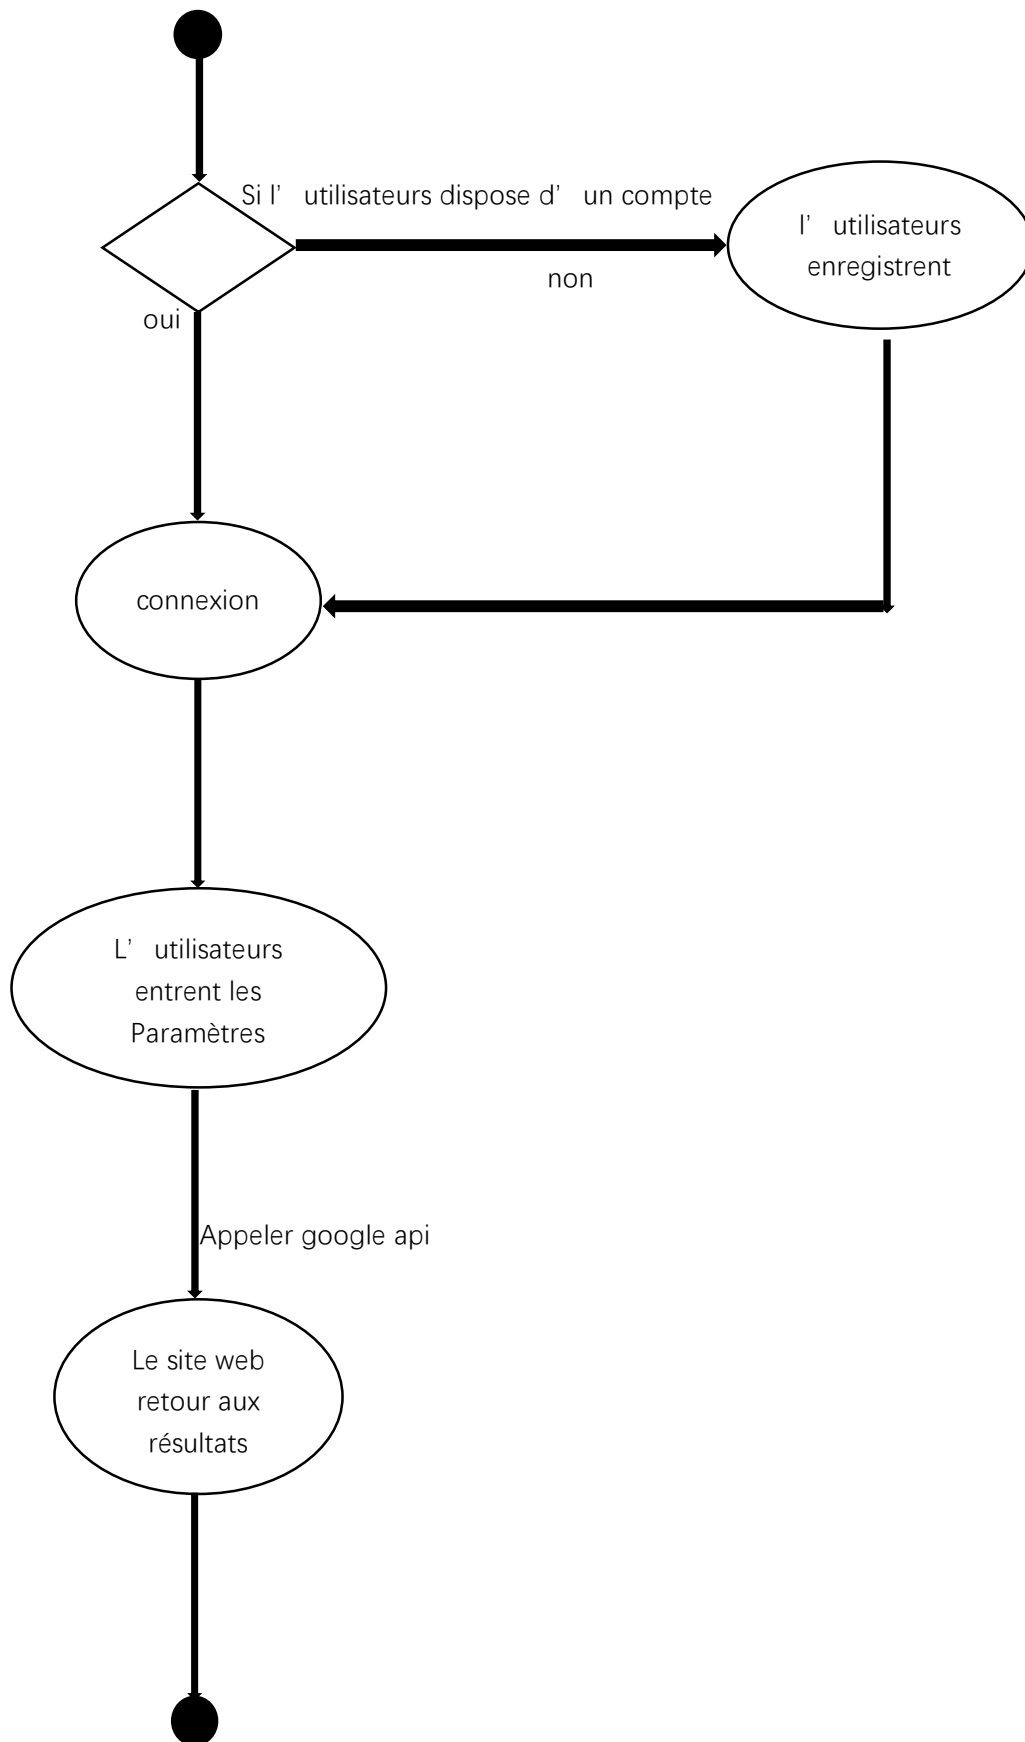 Si l’ utilisateurs dispose d’ un compte
l’ utilisateurs
enregistrent
non
oui
connexion
L’ utilisateurs
entrent les
Paramètres
Appeler google api
Le site web
retour aux
résultats